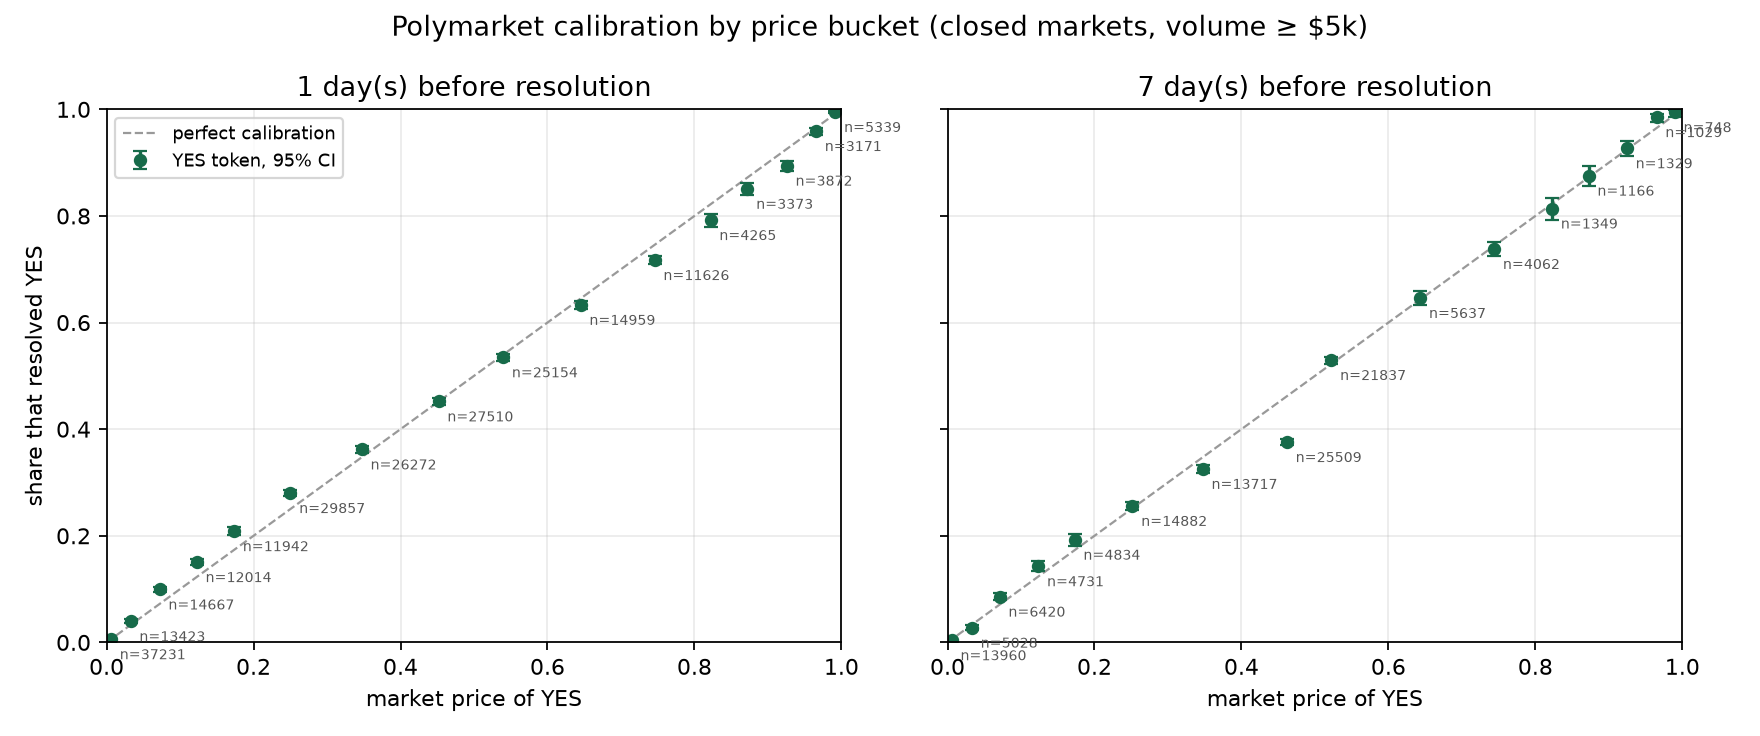 Polymarket calibration by price bucket (closed markets, volume ≥ $5k)
1 day(s) before resolution
share that resolved YES
1.0
0.8
0.6
0.4
0.2
0.0
perfect calibration
YES token, 95% CI
n=5339
n=3171
n=3872
n=3373
n=4265
n=11626
n=14959
n=25154
n=27510
n=26272
n=29857
n=11942
n=12014
n=14667
n=13423
n=37231
0.0
0.2
0.4
0.6
0.8
1.0
market price of YES
7 day(s) before resolution
n=748
n=1029
n=1329
n=1166
n=1349
n=4062
n=5637
n=21837
n=25509
n=13717
n=14882
n=4834
n=4731
n=6420
n=5028
n=13960
0.0
0.2
0.4
0.6
0.8
1.0
market price of YES